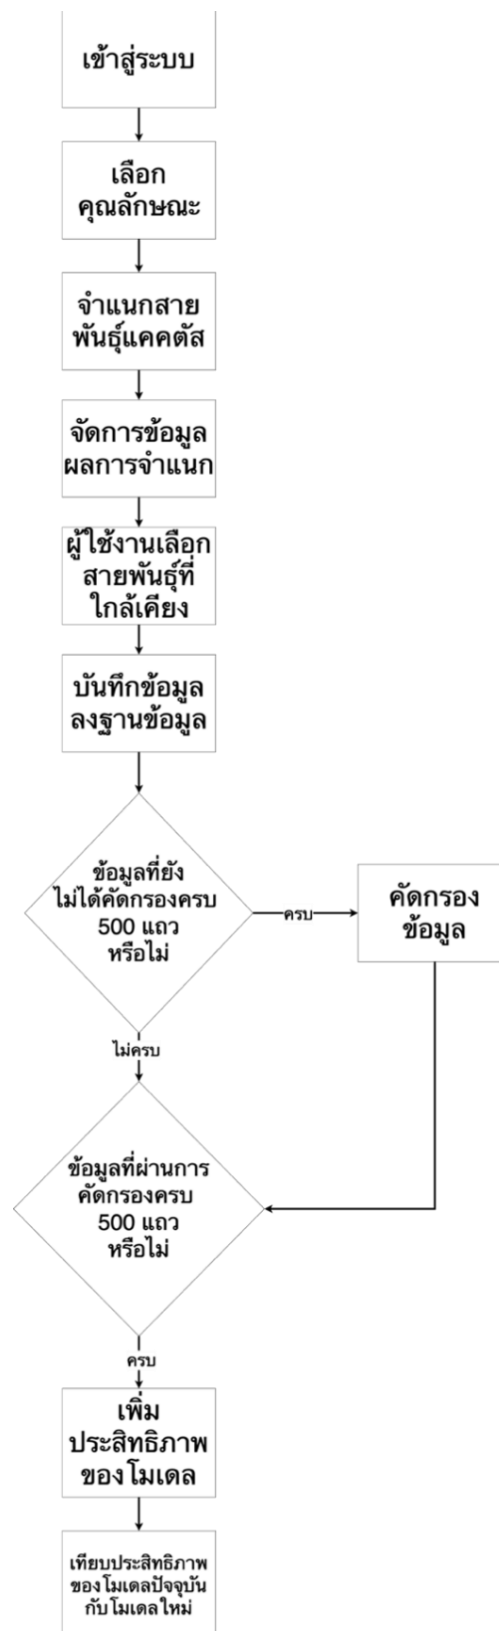 เข้าสู่ระบบ
เลือก
คุณลักษณะ
จำแนกสาย
พันธุ์แคคตัส
จัดการข้อมูล
ผลการจำแนก
ผู้ใช้งานเลือก
สายพันธุ์ที่
ใกล้เคียง
บันทึกข้อมูล
ลงฐานข้อมูล
ข้อมูลที่ยัง
ไม่ได้คัดกรองครบ
500 แถว
หรือไม่
ครบ
คัดกรอง
ข้อมูล
ไม่ครบ
ข้อมูลที่ผ่านการ
คัดกรองครบ
500 แถว
หรือไม่
ครบ
เพิ่ม
ประสิทธิภาพ
ของโมเดล
เทียบประสิทธิภาพ
ของโมเดลปัจจุบัน
กับโมเดลใหม่